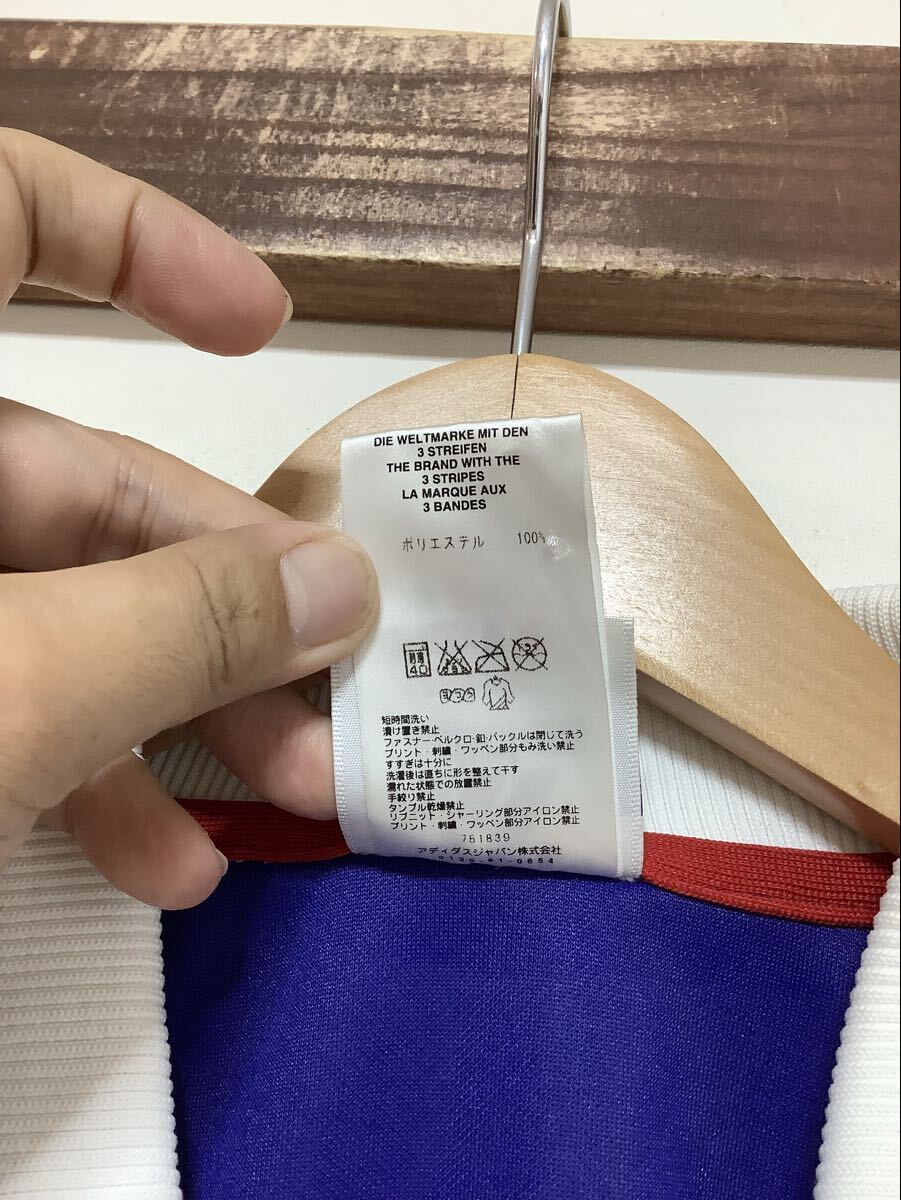 DIE WELTMARKE MIT DEN
3 STREIFEN
THE BRAND WITH THE
3 STRIPES
LA MARQUE AUX
3 BANDES
ポリエステル 100%
40
短時間洗い
漬け置き禁止
ファスナー・ベルクロ・釦・バックルは閉じて洗う
プリント・刺繍・ワッペン部分もみ洗い禁止
すすぎは十分に
洗濯後は直ちに形を整えて干す
濡れた状態での放置禁止
手絞り禁止
タンブル乾燥禁止
リブニット・シャーリング部分アイロン禁止
プリント・刺繍・ワッペン部分アイロン禁止
751839
アディダスジャパン株式会社
0120-81-0654